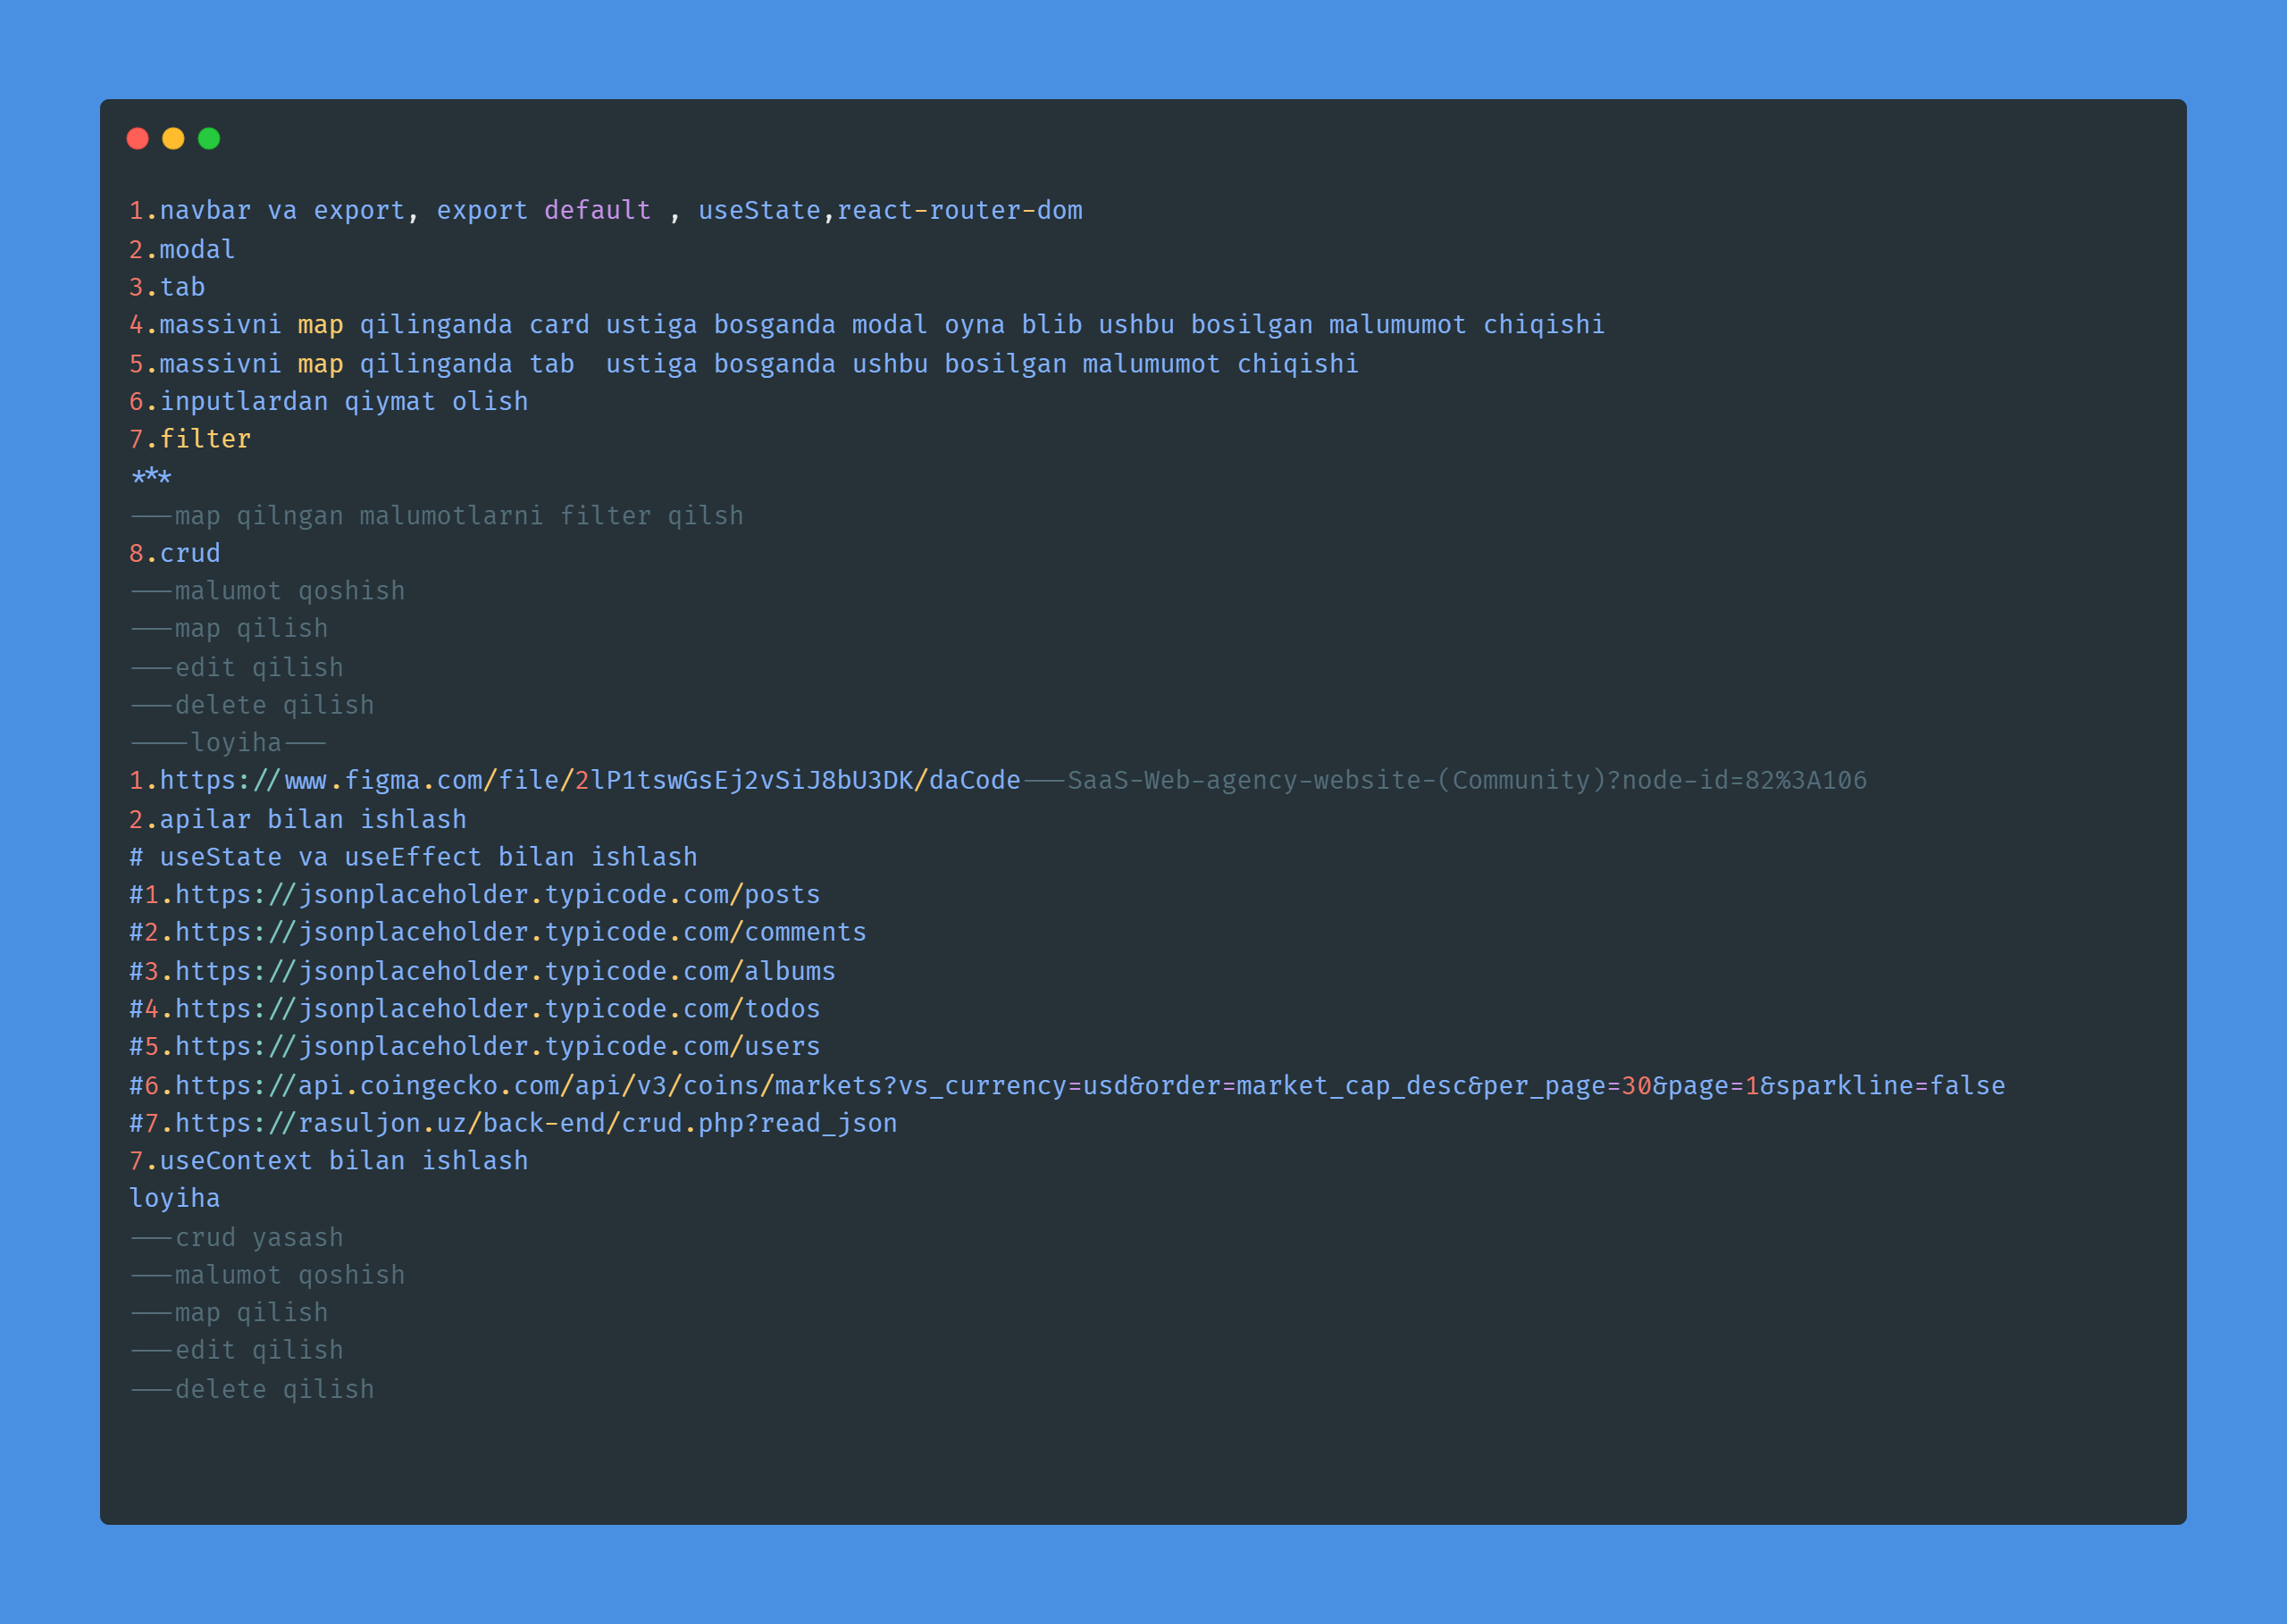 1.navbar va export, export default , useState,react-router-dom
2.modal
3.tab
4.massivni map qilinganda card ustiga bosganda modal oyna blib ushbu bosilgan malumumot chiqishi
5.massivni map qilinganda tab  ustiga bosganda ushbu bosilgan malumumot chiqishi
6.inputlardan qiymat olish
7.filter
***
---map qilngan malumotlarni filter qilsh
8.crud
---malumot qoshish
---map qilish
---edit qilish
---delete qilish
----loyiha---
1.https://www.figma.com/file/2lP1tswGsEj2vSiJ8bU3DK/daCode---SaaS-Web-agency-website-(Community)?node-id=82%3A106
2.apilar bilan ishlash
# useState va useEffect bilan ishlash
#1.https://jsonplaceholder.typicode.com/posts
#2.https://jsonplaceholder.typicode.com/comments
#3.https://jsonplaceholder.typicode.com/albums
#4.https://jsonplaceholder.typicode.com/todos
#5.https://jsonplaceholder.typicode.com/users
#6.https://api.coingecko.com/api/v3/coins/markets?vs_currency=usd&order=market_cap_desc&per_page=30&page=1&sparkline=false
#7.https://rasuljon.uz/back-end/crud.php?read_json
7.useContext bilan ishlash
loyiha
---crud yasash
---malumot qoshish
---map qilish
---edit qilish
---delete qilish